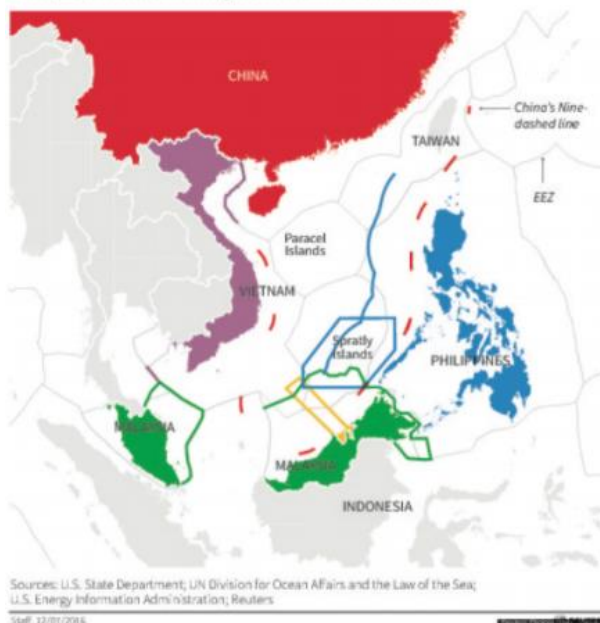 CHINA
China's Nine-
dashed line
TAIWAN
EEZ
Paracel
Islands
VIETNAM
Spratly
Islands
PHILIPPINES
MALAYSIA
MALAYSIA
INDONESIA
Sources: U.S. State Department; UN Division for Ocean Affairs and the Law of the Sea;
U.S. Energy Information Administration; Reuters
Staff,